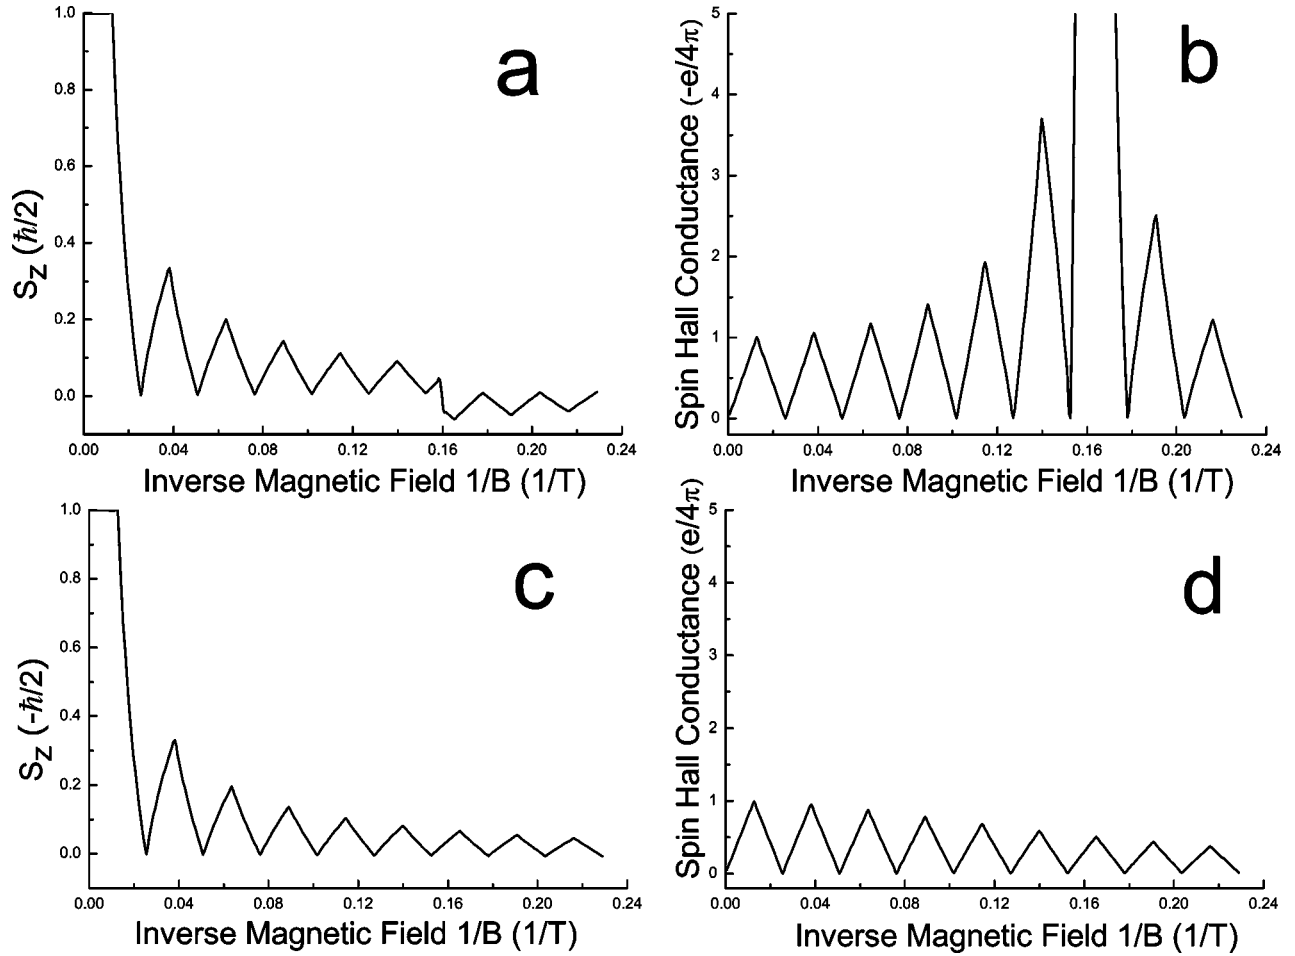 a
S_z (ħ/2)
1.0
0.8
0.6
0.4
0.2
0.0
0.00 0.04 0.08 0.12 0.16 0.20 0.24
Inverse Magnetic Field 1/B (1/T)
b
Spin Hall Conductance (-e/4π)
5
4
3
2
1
0
0.00 0.04 0.08 0.12 0.16 0.20 0.24
Inverse Magnetic Field 1/B (1/T)
c
S_z (-ħ/2)
1.0
0.8
0.6
0.4
0.2
0.0
0.00 0.04 0.08 0.12 0.16 0.20 0.24
Inverse Magnetic Field 1/B (1/T)
d
Spin Hall Conductance (e/4π)
5
4
3
2
1
0
0.00 0.04 0.08 0.12 0.16 0.20 0.24
Inverse Magnetic Field 1/B (1/T)